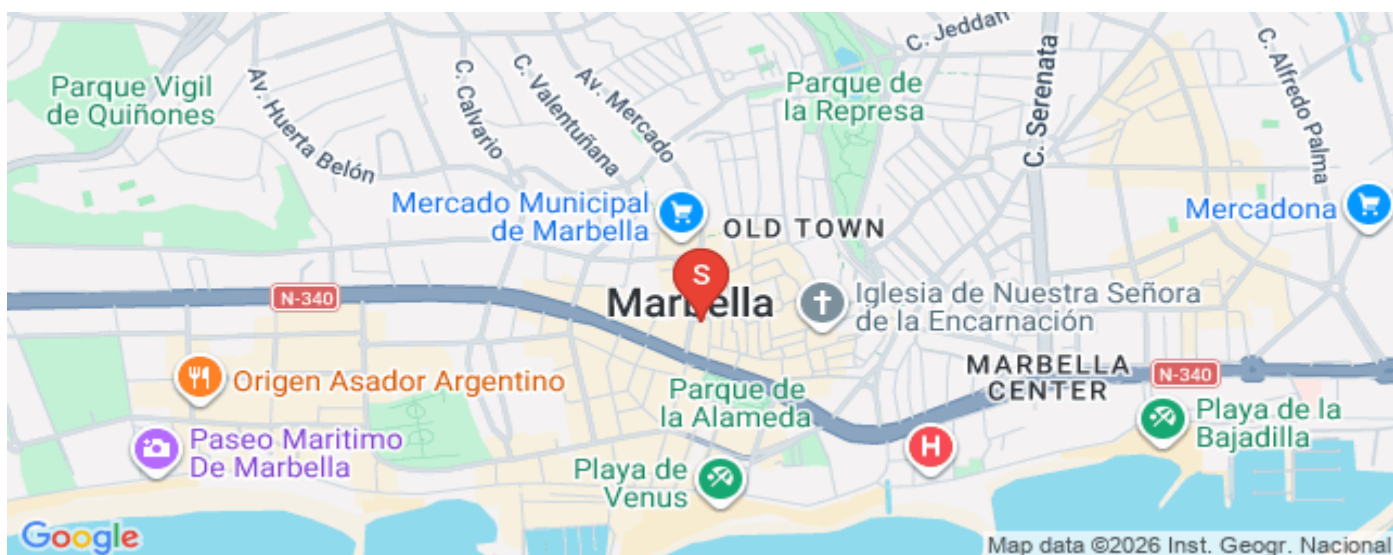 C. Jeddah
Parque Vigil
de Quiñones
Av. Huerta Belón
C. Calvario
C. Valentuñana
Av. Mercado
Parque de
la Represa
C. Serenata
C. Alfredo Palma
Mercado Municipal
de Marbella
OLD TOWN
Mercadona
S
N-340
Marbella
Iglesia de Nuestra Señora
de la Encarnación
Origen Asador Argentino
Parque de
la Alameda
MARBELLA
CENTER
N-340
Paseo Maritimo
De Marbella
Playa de
Venus
H
Playa de la
Bajadilla
Google
Map data ©2026 Inst. Geogr. Nacional